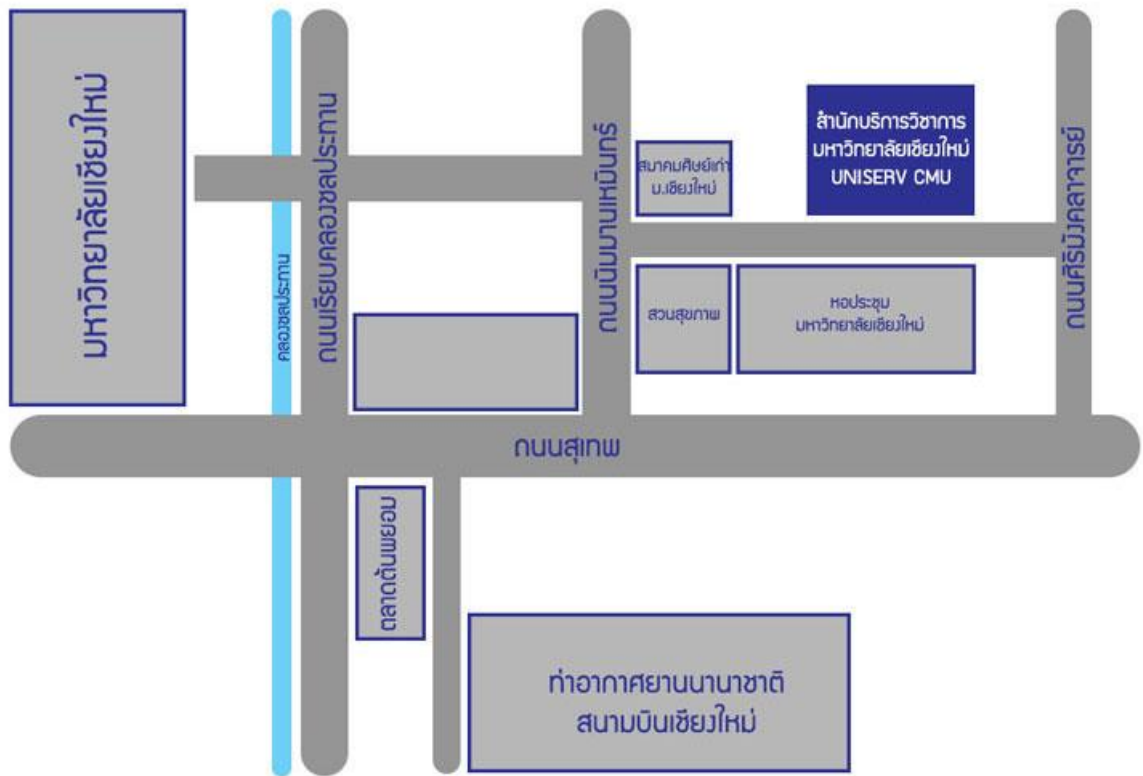 มหาวิทยาลัยเชียงใหม่
คลองชลประทาน
ถนนเรียบคลองชลประทาน
ถนนนิมมานเหมินทร์
สมาคมศิษย์เก่า
ม.เชียงใหม่
สำนักบริการวิชาการ
มหาวิทยาลัยเชียงใหม่
UNISERV CMU
ถนนศิริมังคลาจารย์
สวนสุขภาพ
หอประชุม
มหาวิทยาลัยเชียงใหม่
ถนนสุเทพ
ตลาดต้นพยอม
ท่าอากาศยานนานาชาติ
สนามบินเชียงใหม่